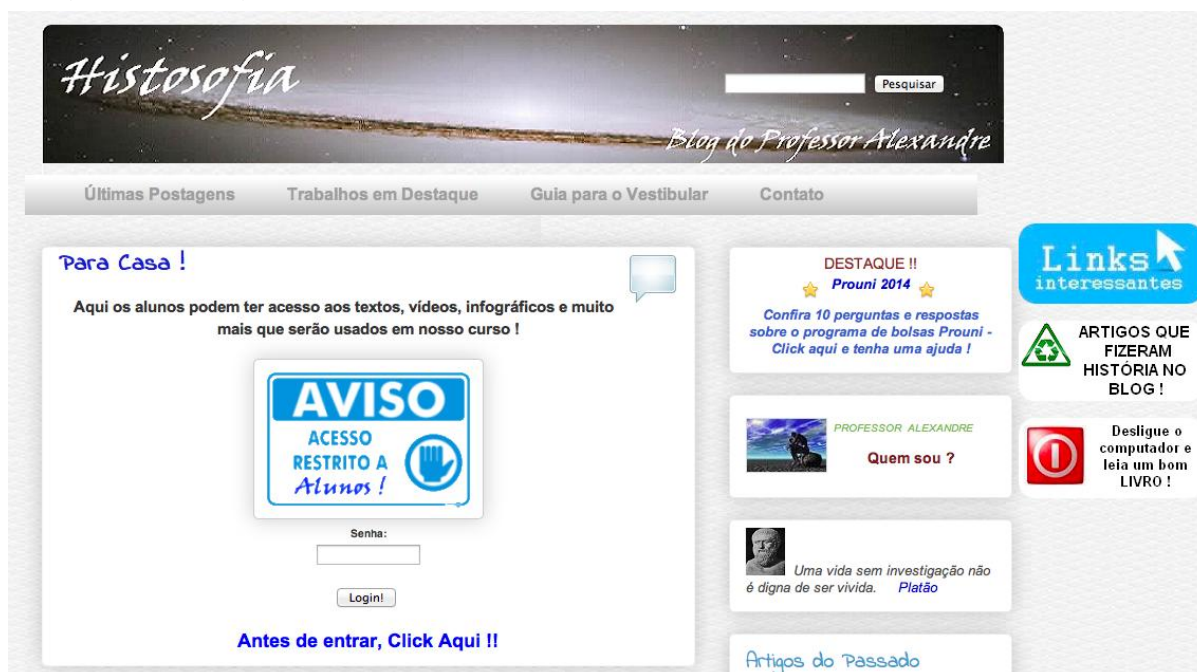 Histosofia
Pesquisar
Blog do Professor Alexandre
Últimas Postagens Trabalhos em Destaque Guia para o Vestibular Contato
Para Casa !
Aqui os alunos podem ter acesso aos textos, vídeos, infográficos e muito
mais que serão usados em nosso curso !
AVISO
ACESSO
RESTRITO A
Alunos !
Senha:
Login!
Antes de entrar, Click Aqui !!
DESTAQUE !!
Prouni 2014
Confira 10 perguntas e respostas
sobre o programa de bolsas Prouni -
Click aqui e tenha uma ajuda !
PROFESSOR ALEXANDRE
Quem sou ?
Uma vida sem investigação não
é digna de ser vivida. Platão
Artigos do Passado
Links
interessantes
ARTIGOS QUE
FIZERAM
HISTÓRIA NO
BLOG !
Desligue o
computador e
leia um bom
LIVRO !